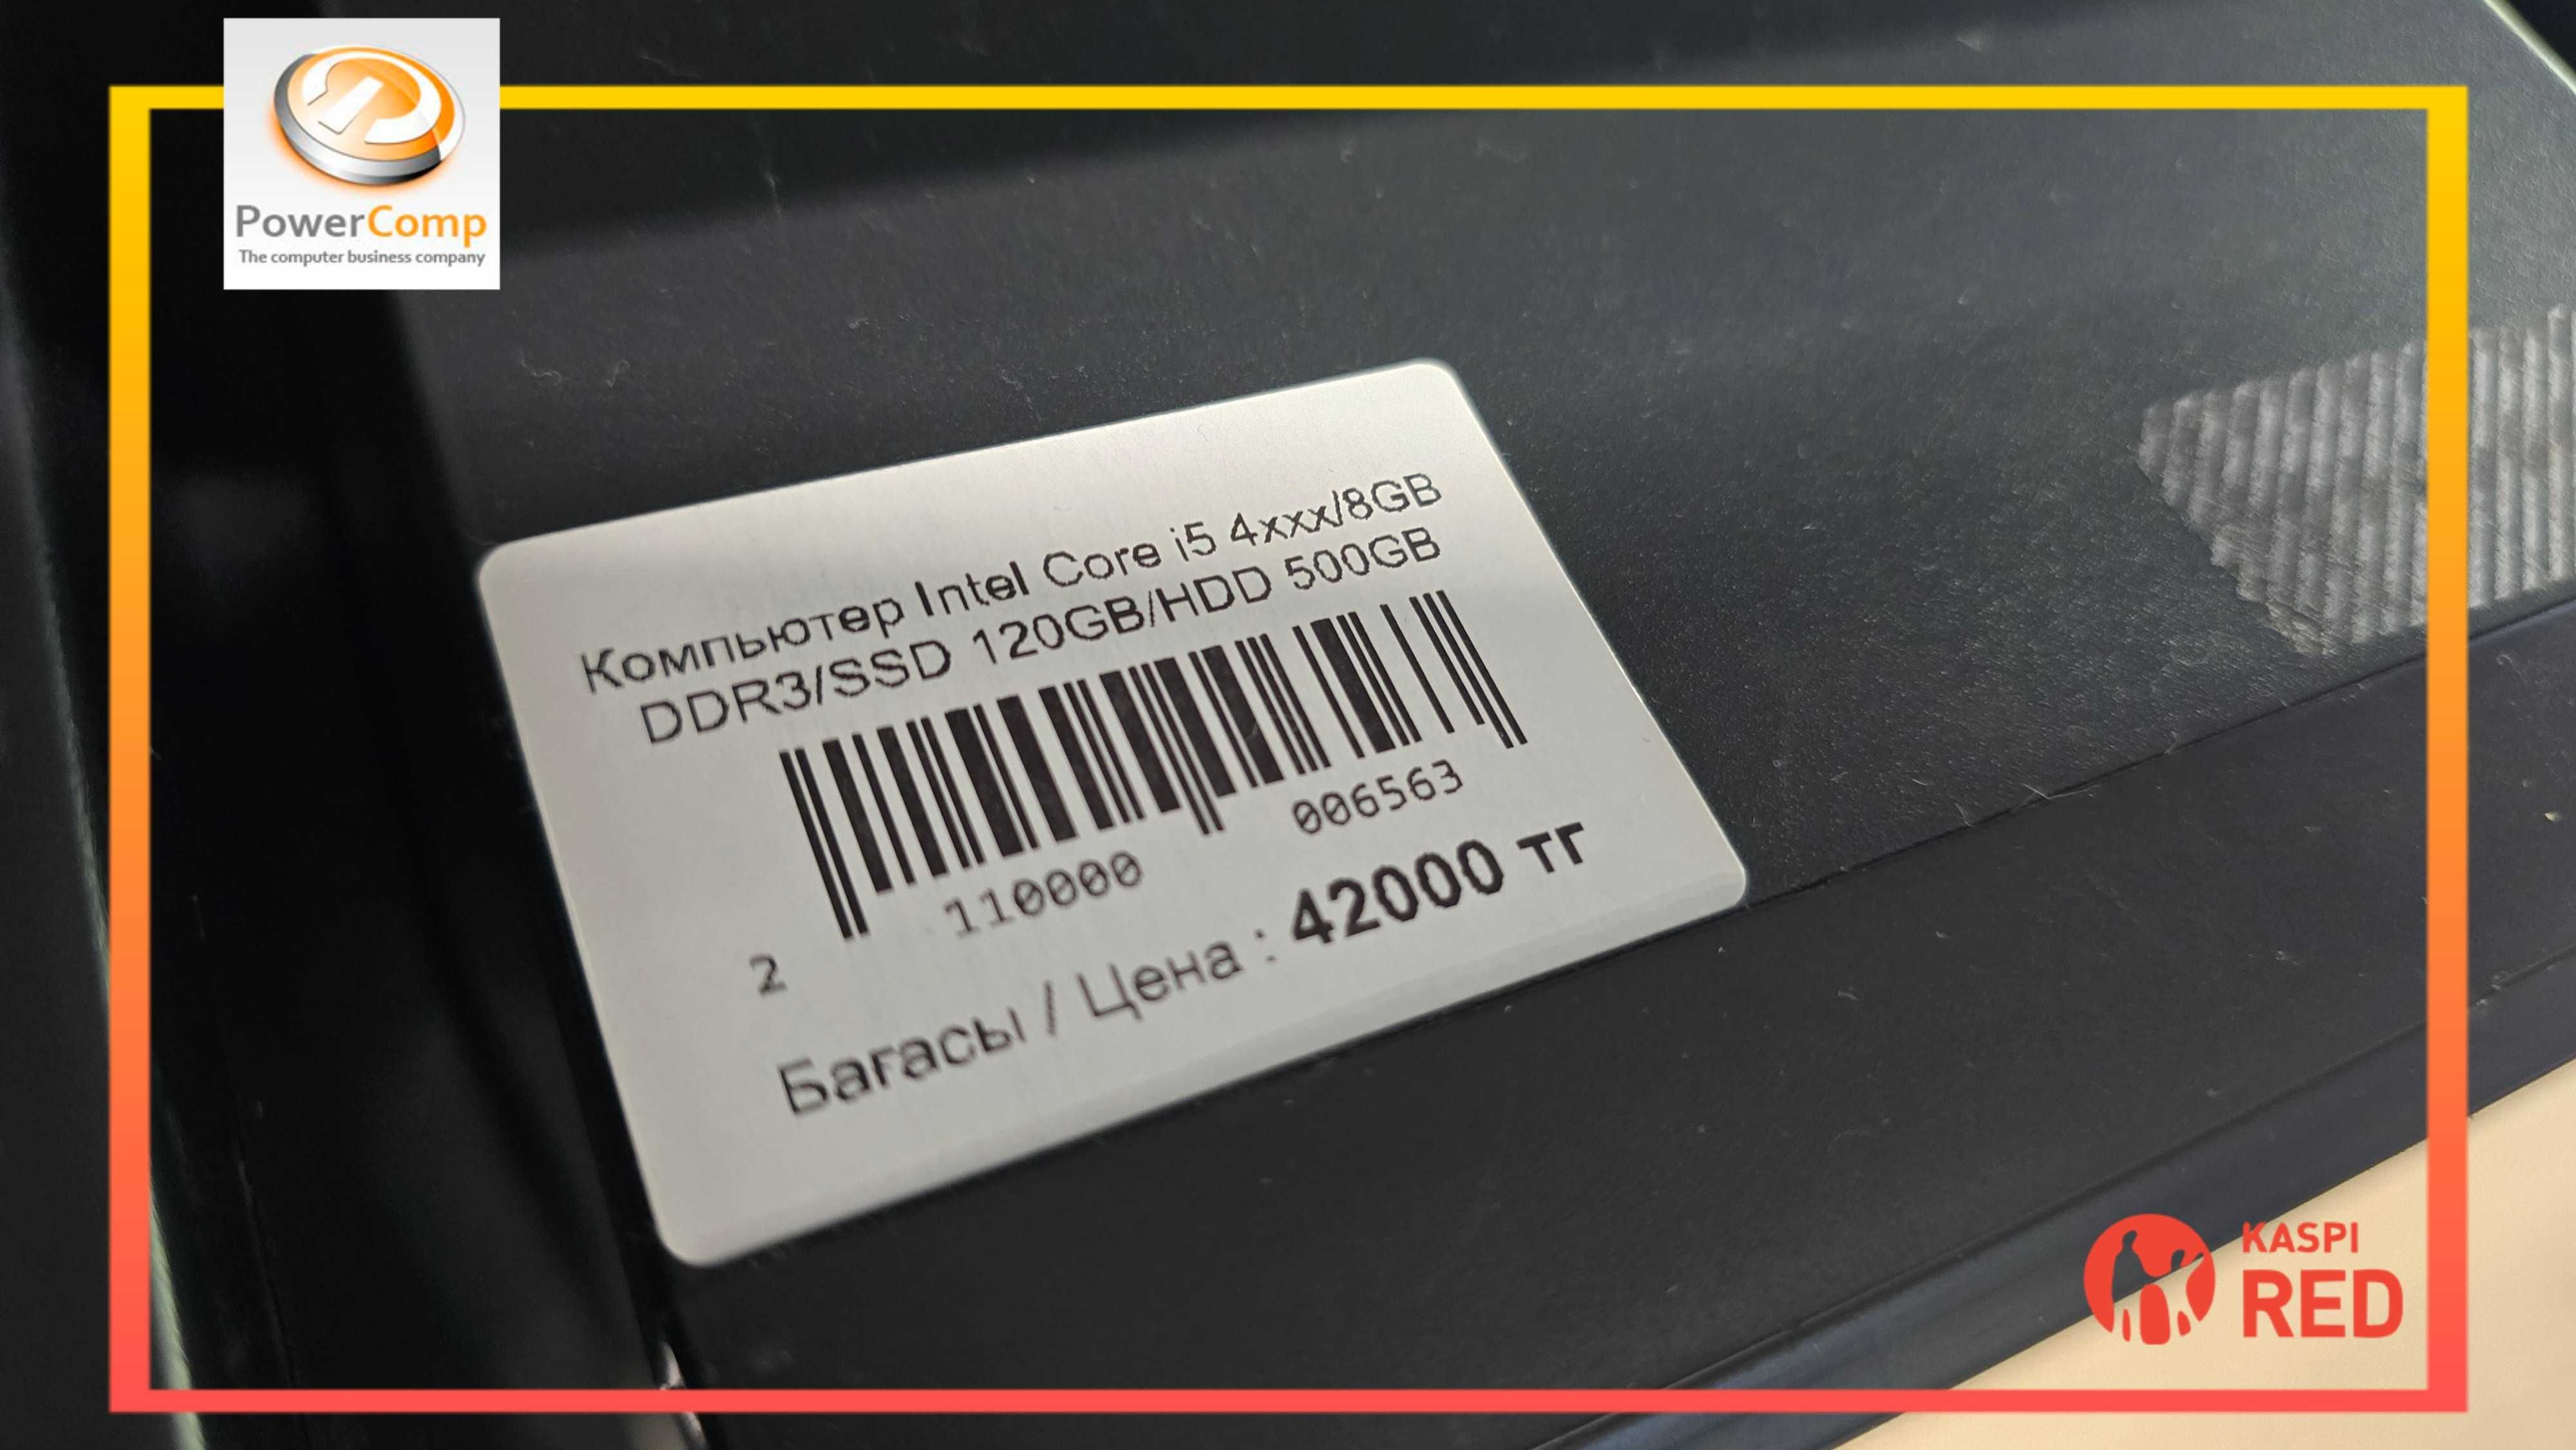 PowerComp
The computer business company
Компьютер Intel Core i5 4xxx/8GB
DDR3/SSD 120GB/HDD 500GB
2 110000 006563
Бағасы / Цена : 42000 тг
KASPI
RED